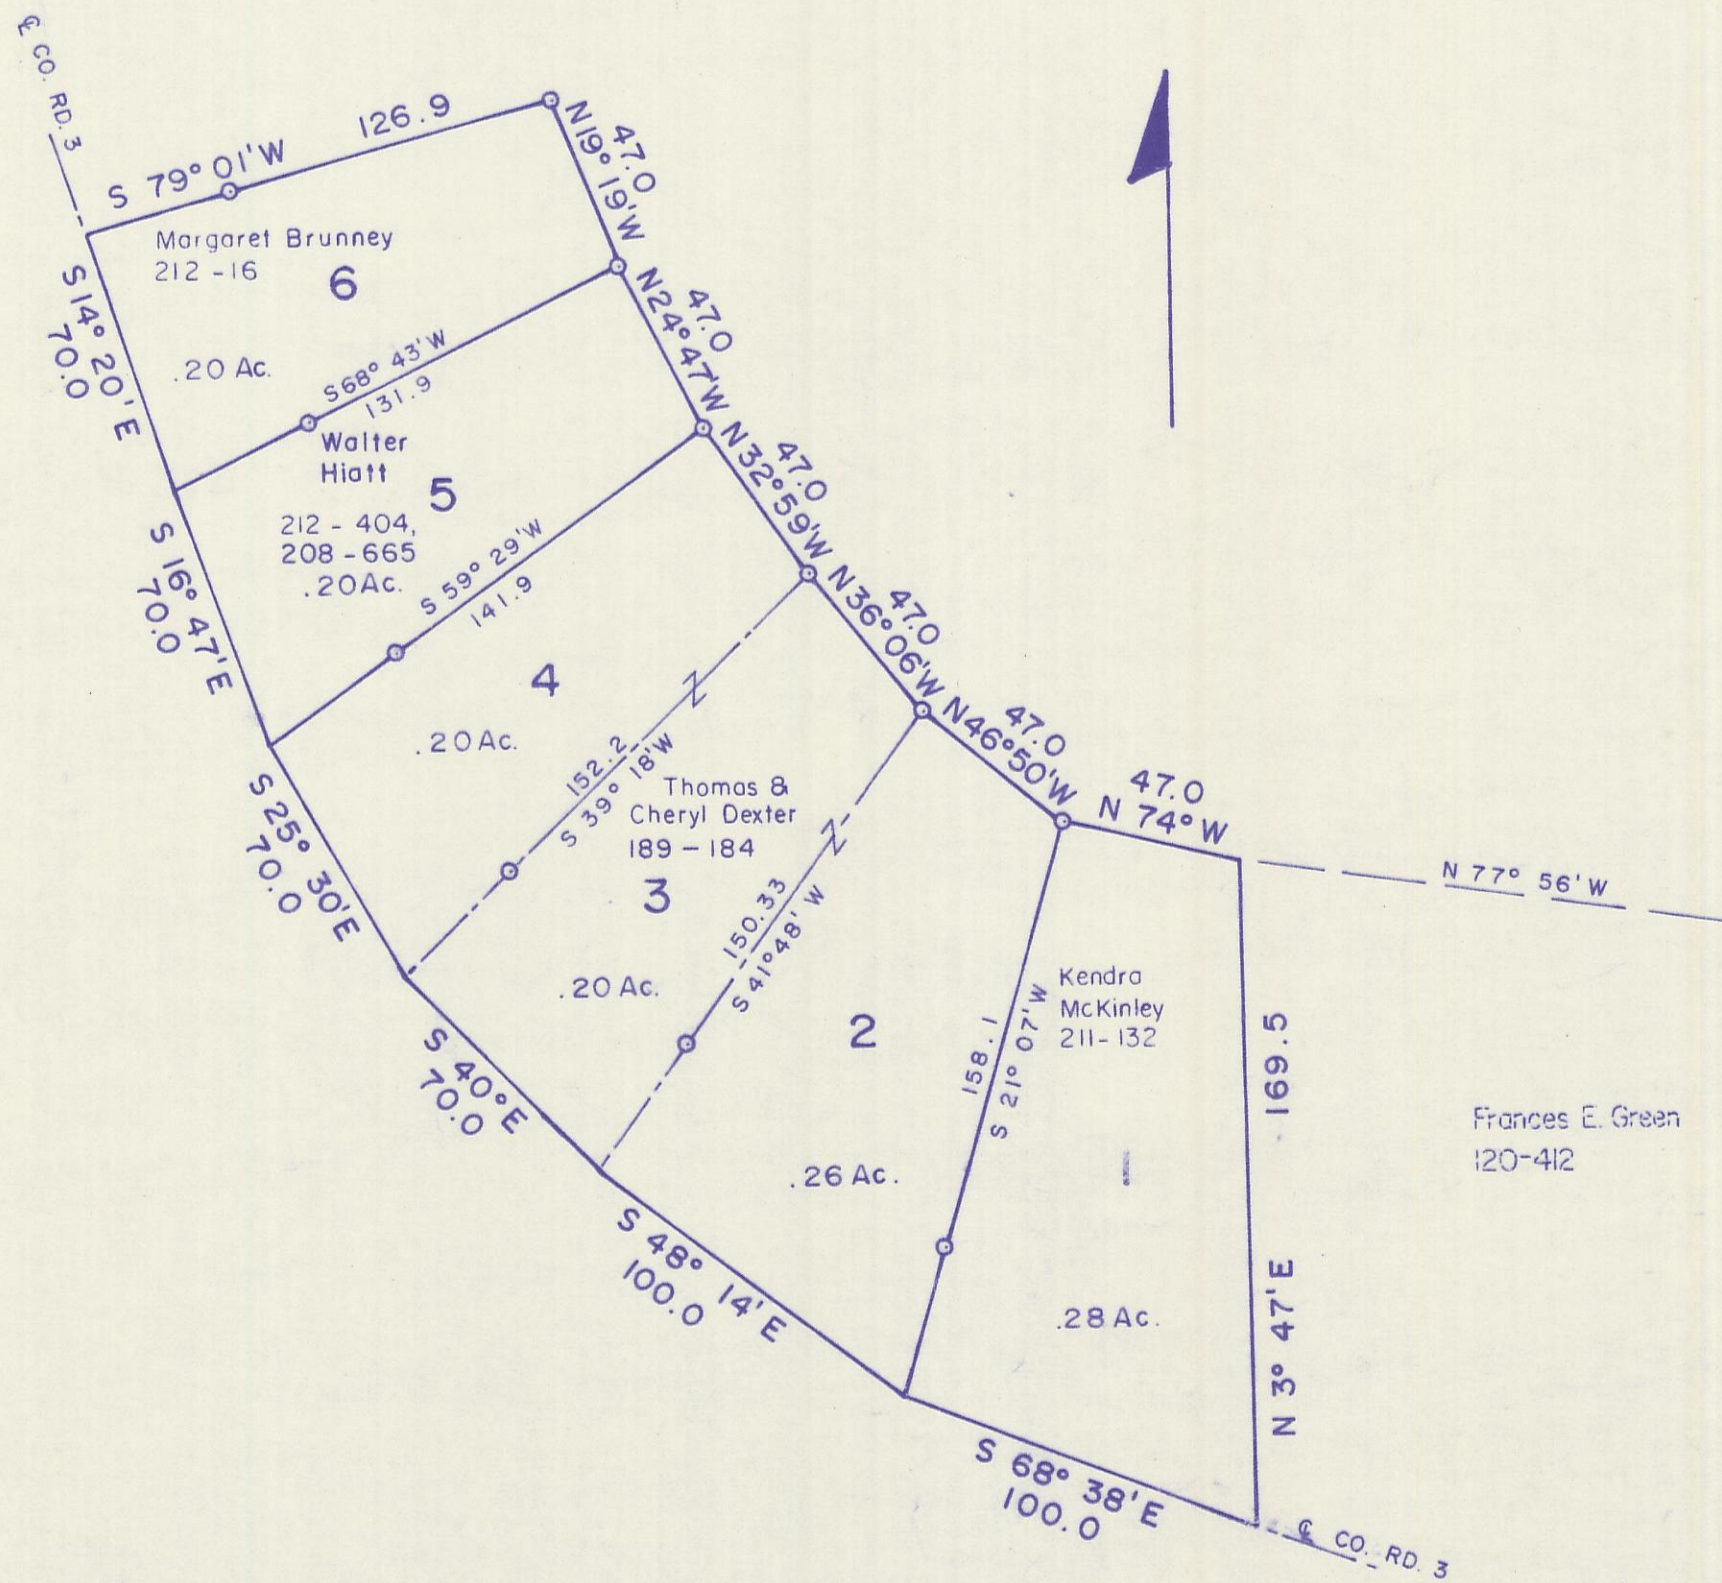 ℄ CO. RD. 3
S 79° 01'W
126.9
N19° 19'W
47.0
Margaret Brunney
212 - 16
6
.20 Ac.
S 14° 20'E
70.0
S 68° 43'W
131.9
N24° 47'W
47.0
Walter
Hiatt
5
212 - 404,
208 - 665
.20 Ac.
S 16° 47'E
70.0
S 59° 29'W
141.9
N32° 59'W
47.0
4
.20 Ac.
S 25° 30'E
70.0
152.2
S 39° 18'W
N36° 06'W
47.0
Thomas &
Cheryl Dexter
189 - 184
3
.20 Ac.
S 40° E
70.0
150.33
S 41° 48' W
N46° 50'W
47.0
2
.26 Ac.
S 48° 14' E
100.0
158.1
S 21° 07' W
47.0
N 74° W
Kendra
McKinley
211 - 132
1
.28 Ac.
S 68° 38' E
100.0
169.5
N 3° 47'E
N 77° 56' W
Frances E. Green
120-412
℄ CO. RD. 3